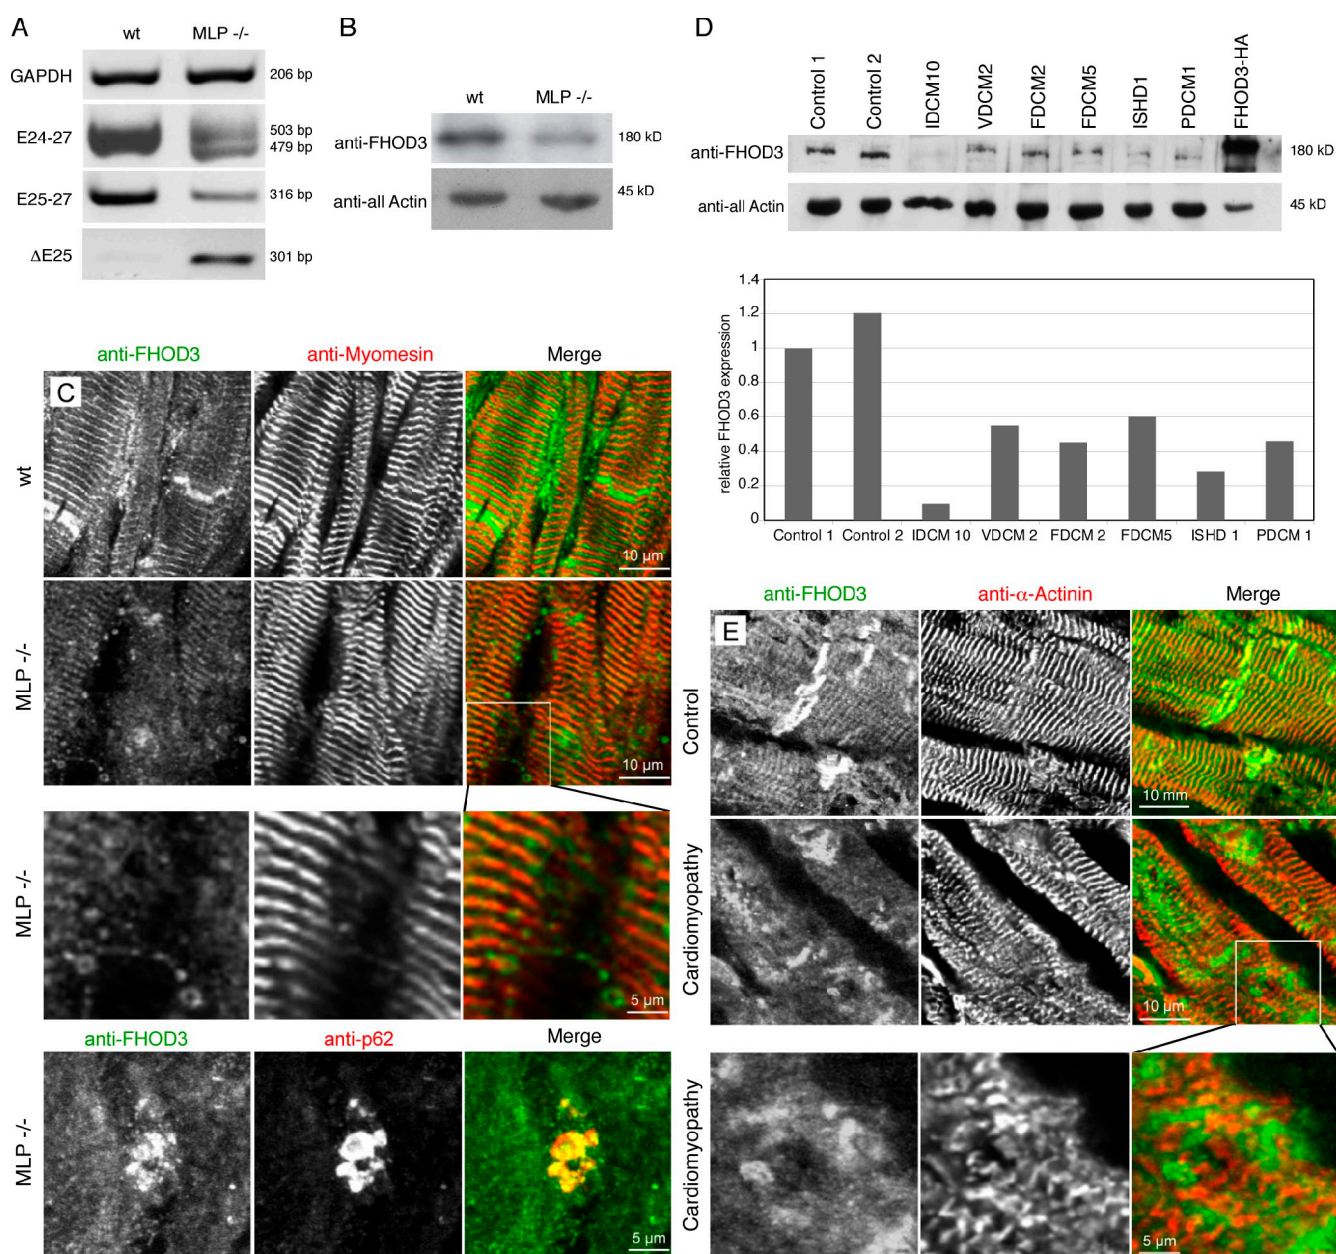 A
wt MLP -/-
GAPDH 206 bp
E24-27 503 bp
479 bp
E25-27 316 bp
ΔE25 301 bp
B
wt MLP -/-
anti-FHOD3 180 kD
anti-all Actin 45 kD
D
Control 1
Control 2
IDCM10
VDCM2
FDCM2
FDCM5
ISHD1
PDCM1
FHOD3-HA
anti-FHOD3 180 kD
anti-all Actin 45 kD
relative FHOD3 expression
1.4
1.2
1
0.8
0.6
0.4
0.2
0
Control 1 Control 2 IDCM 10 VDCM 2 FDCM 2 FDCM5 ISHD 1 PDCM 1
anti-FHOD3 anti-Myomesin Merge
C
wt
10 µm
MLP -/-
10 µm
MLP -/-
5 µm
anti-FHOD3 anti-p62 Merge
MLP -/-
5 µm
anti-FHOD3 anti-α-Actinin Merge
E
Control
10 mm
Cardiomyopathy
10 µm
Cardiomyopathy
5 µm